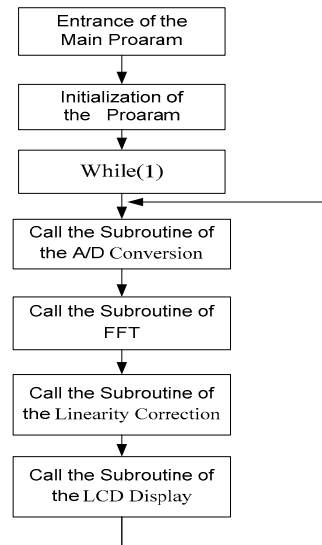 Entrance of the
Main Proaram
Initialization of
the Proaram
While(1)
Call the Subroutine of
the A/D Conversion
Call the Subroutine of
FFT
Call the Subroutine of
the Linearity Correction
Call the Subroutine of
the LCD Display